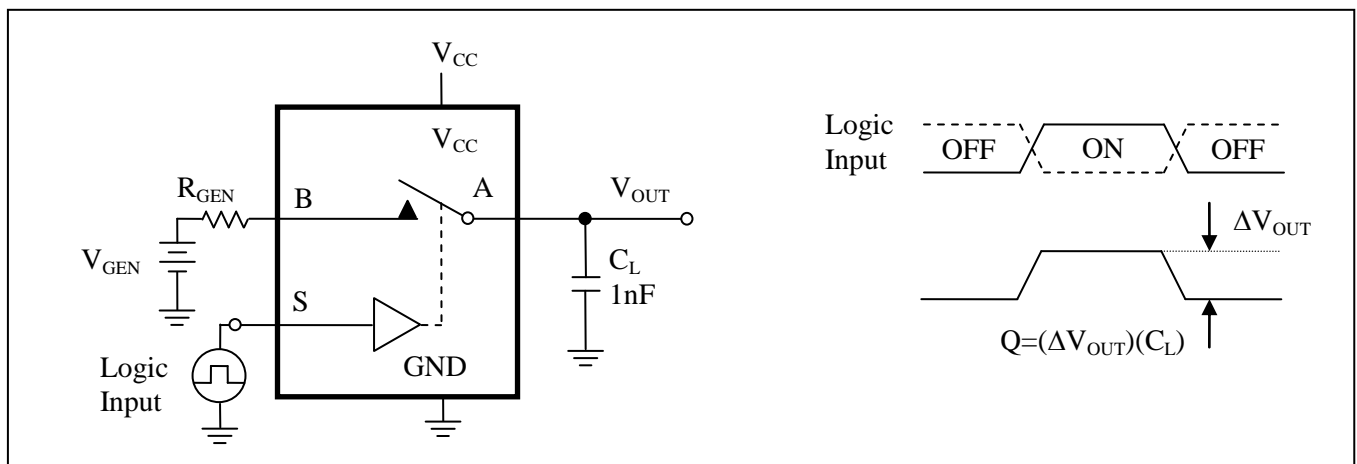 V_CC
V_CC
R_GEN
B
A
V_OUT
V_GEN
C_L
1nF
S
GND
Logic
Input
Logic
Input
OFF
ON
OFF
ΔV_OUT
Q=(ΔV_OUT)(C_L)